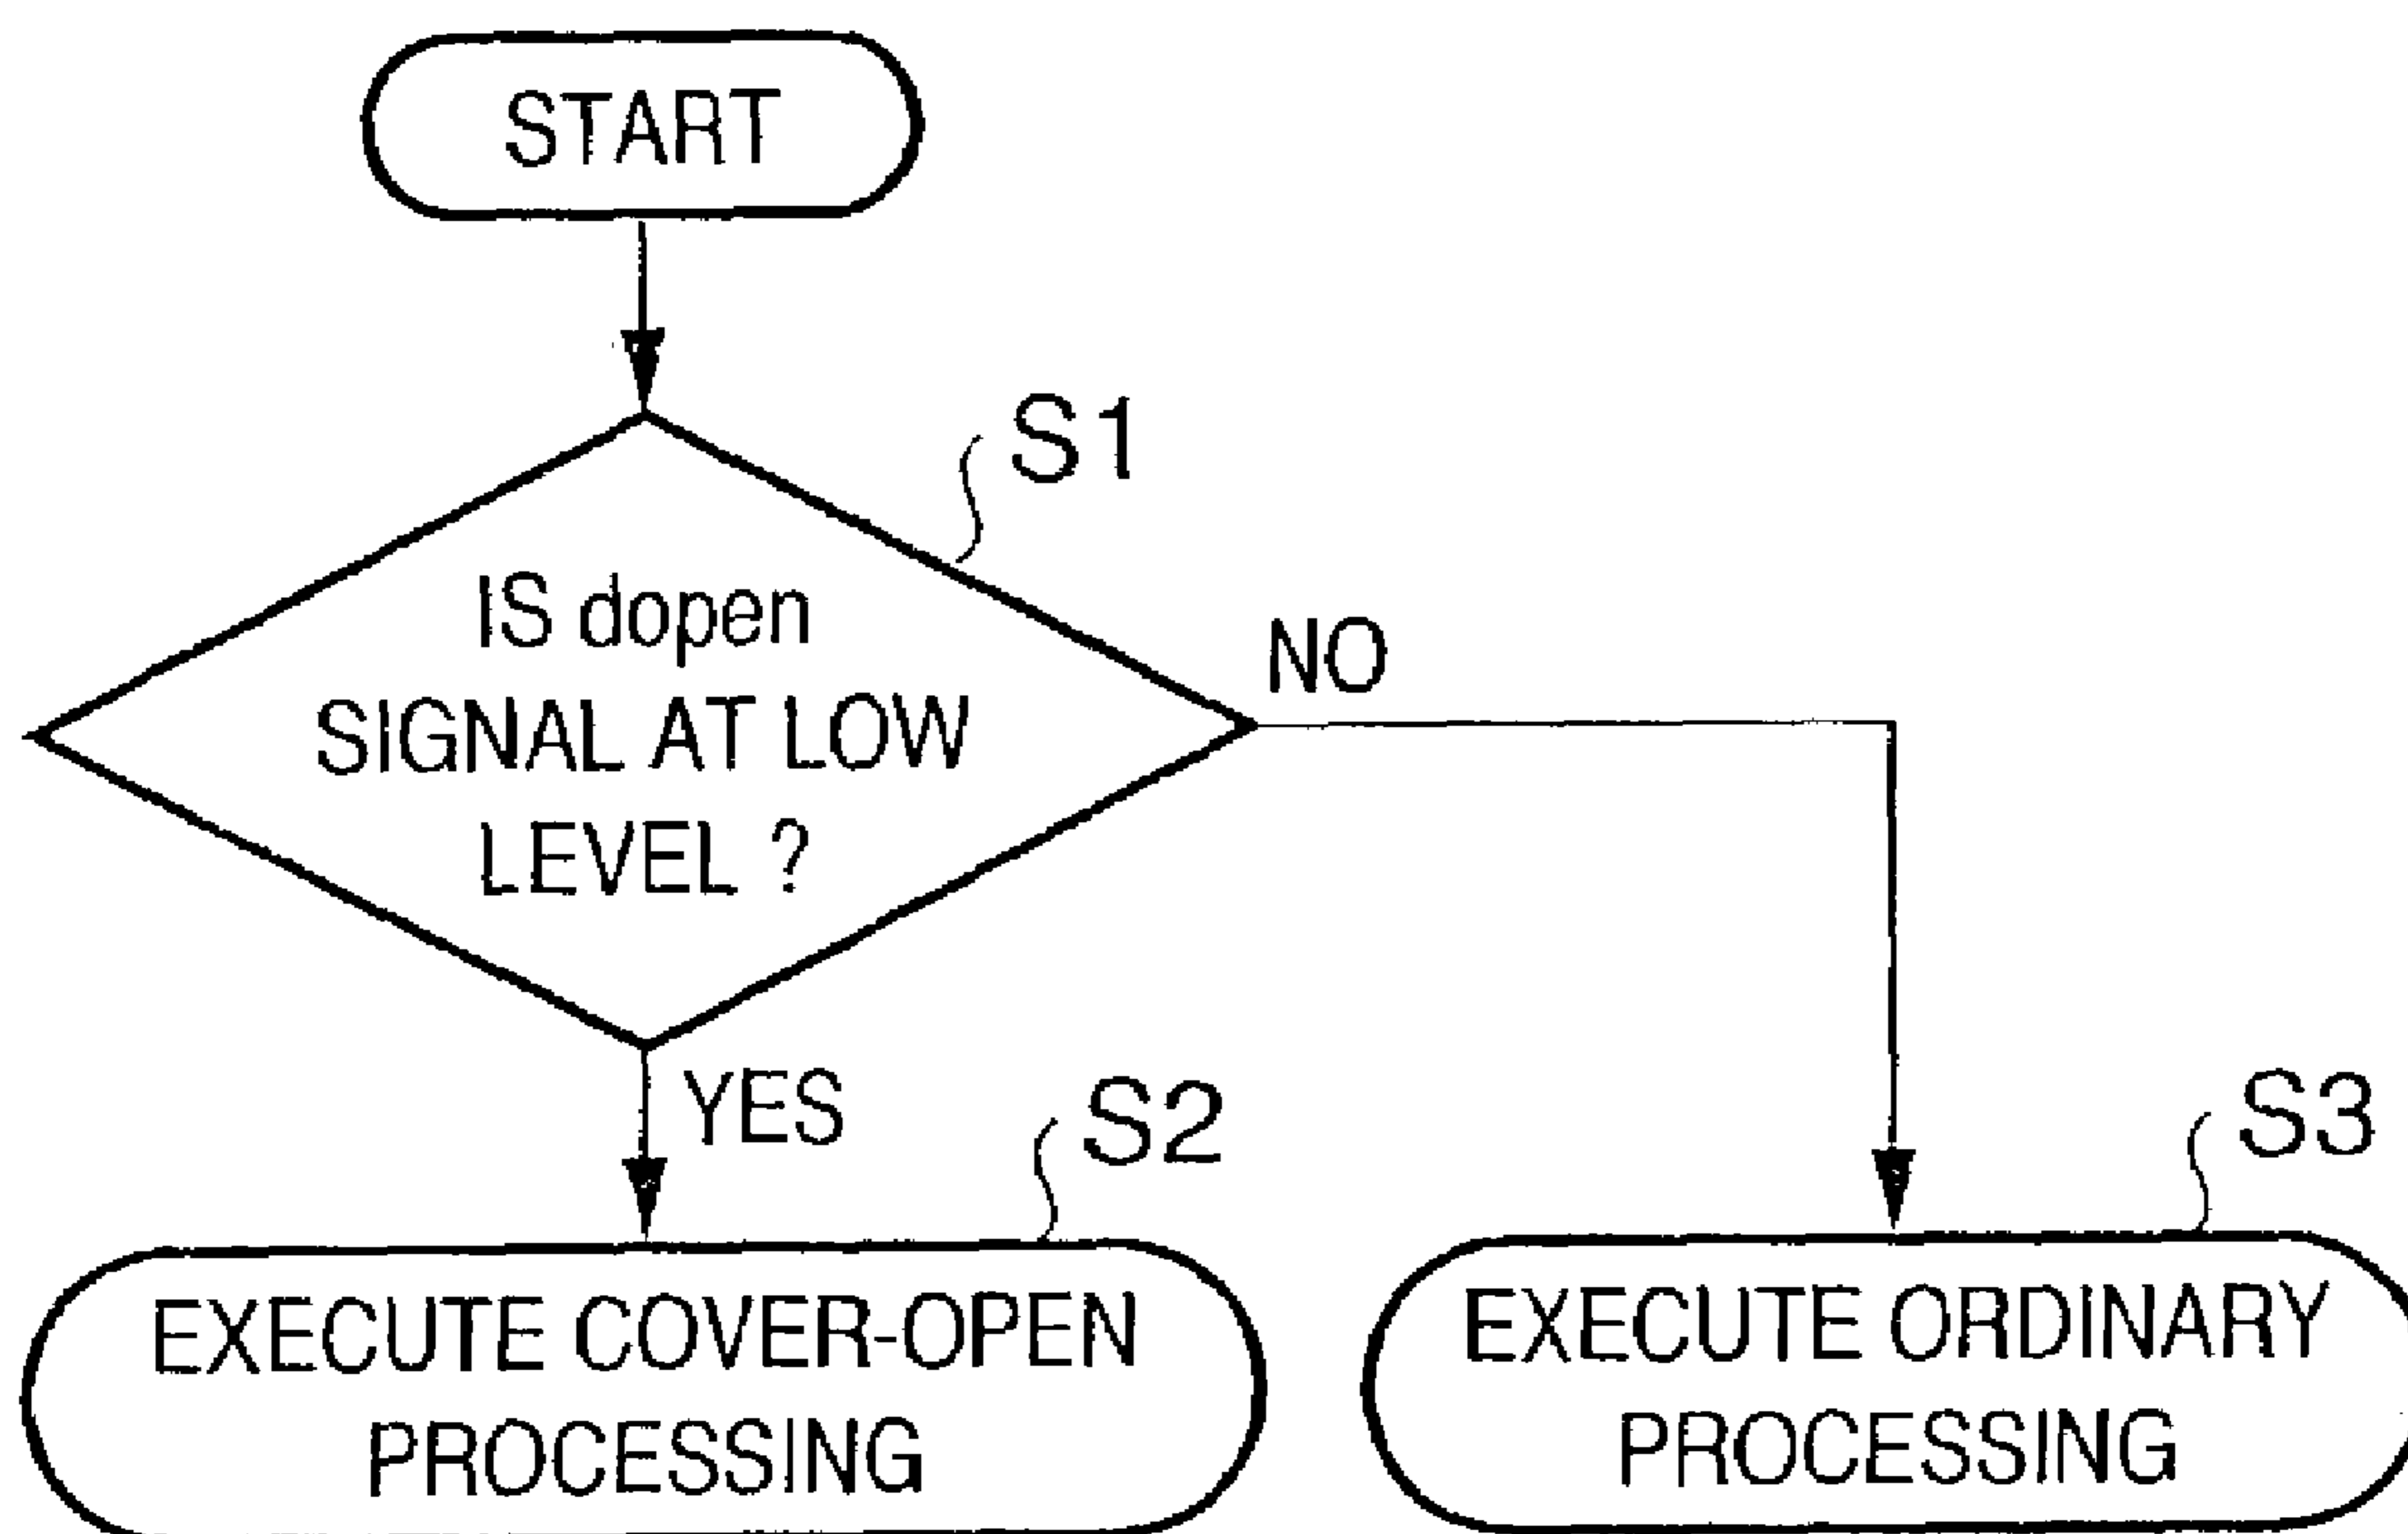 START
S1
IS dopen
SIGNAL AT LOW
LEVEL ?
NO
YES
S2
EXECUTE COVER-OPEN
PROCESSING
S3
EXECUTE ORDINARY
PROCESSING